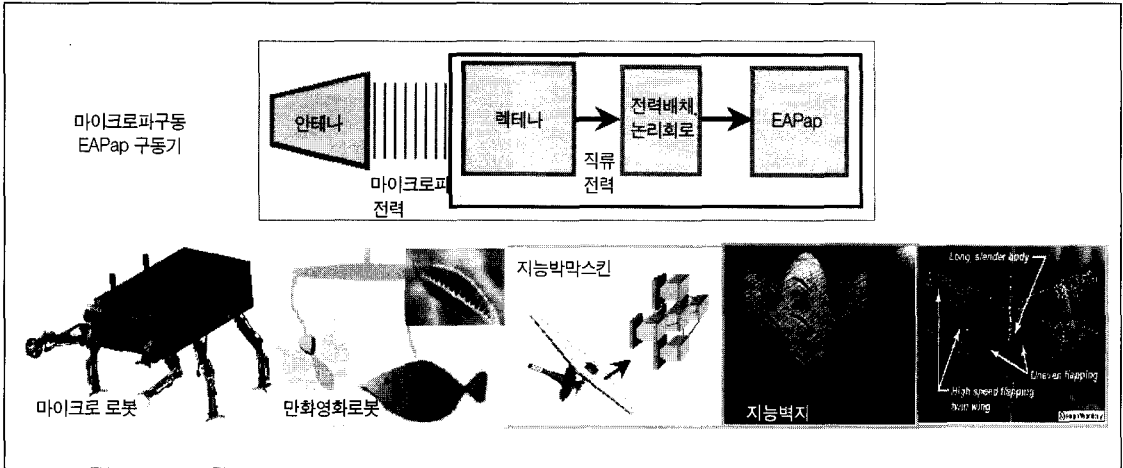 마이크로파구동
EAPap 구동기
안테나
마이크로파
전력
렉테나
직류
전력
전력배채,
논리회로
EAPap
마이크로 로봇
만화영화로봇
지능박막스킨
지능벽지
Long slender body
Uneven flapping
High speed flapping
twin wing